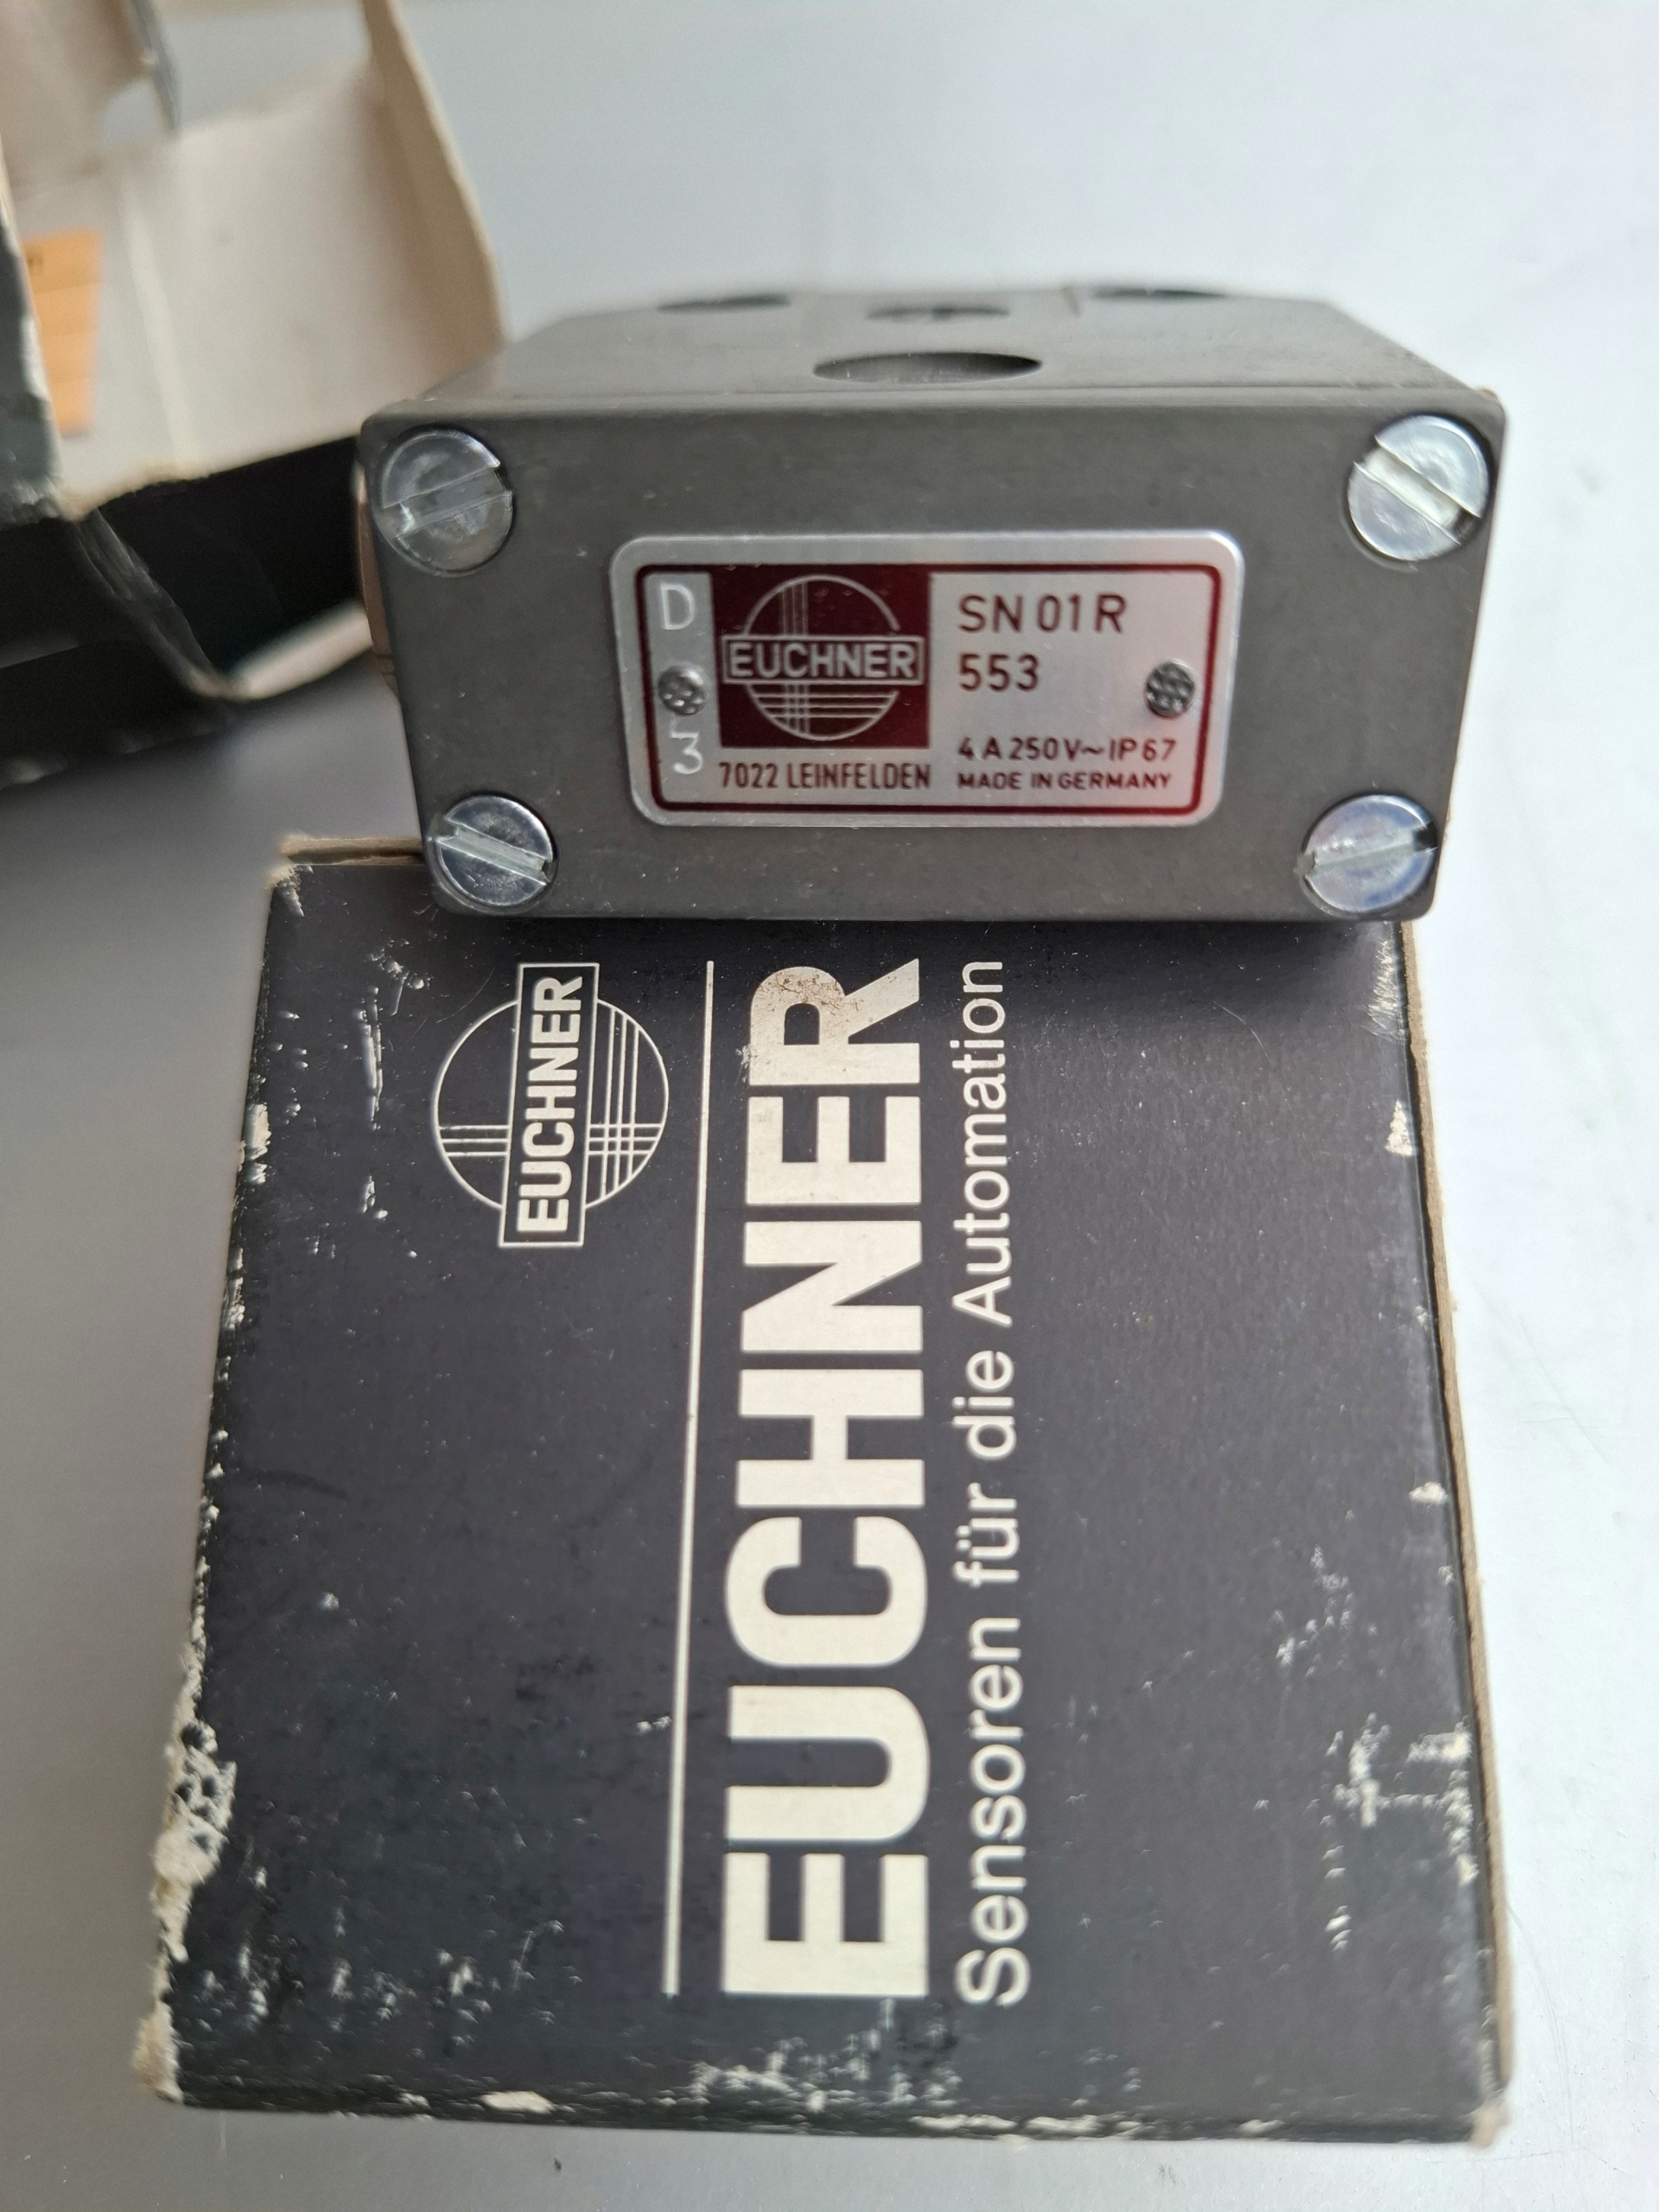 D
3
EUCHNER
7022 LEINFELDEN
SN 01 R
553
4 A 250 V~ IP 67
MADE IN GERMANY
EUCHNER
EUCHNER
Sensoren für die Automation